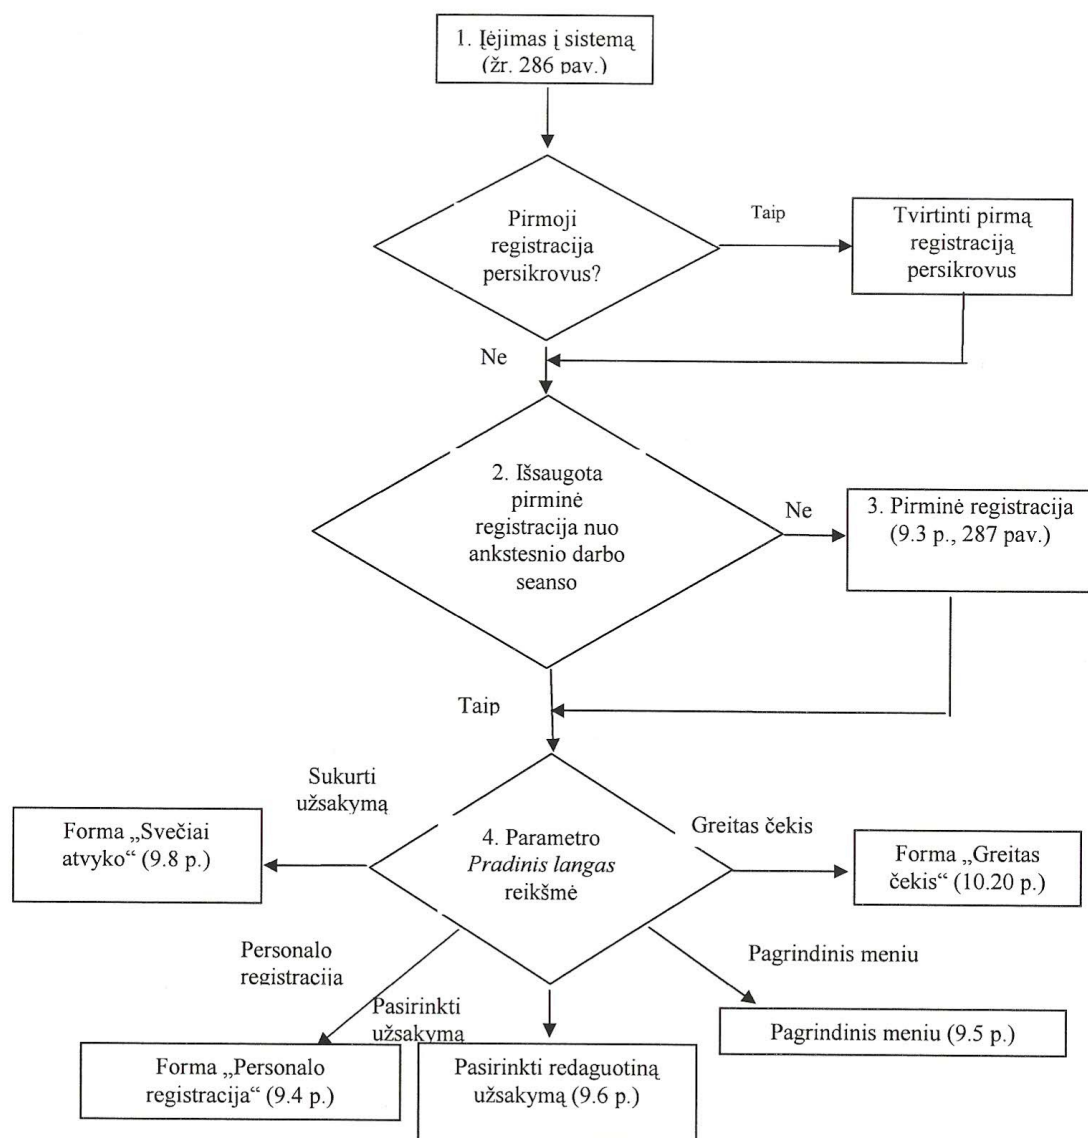 1. Įėjimas į sistemą
(žr. 286 pav.)
Pirmoji
registracija
persikrovus?
Taip
Tvirtinti pirmą
registraciją
persikrovus
Ne
2. Išsaugota
pirminė
registracija nuo
ankstesnio darbo
seanso
Ne
3. Pirminė registracija
(9.3 p., 287 pav.)
Taip
Sukurti
užsakymą
Forma „Svečiai
atvyko“ (9.8 p.)
4. Parametro
Pradinis langas
reikšmė
Greitas čekis
Forma „Greitas
čekis“ (10.20 p.)
Personalo
registracija
Pasirinkti
užsakymą
Pagrindinis meniu
Pagrindinis meniu (9.5 p.)
Forma „Personalo
registracija“ (9.4 p.)
Pasirinkti redaguotiną
užsakymą (9.6 p.)